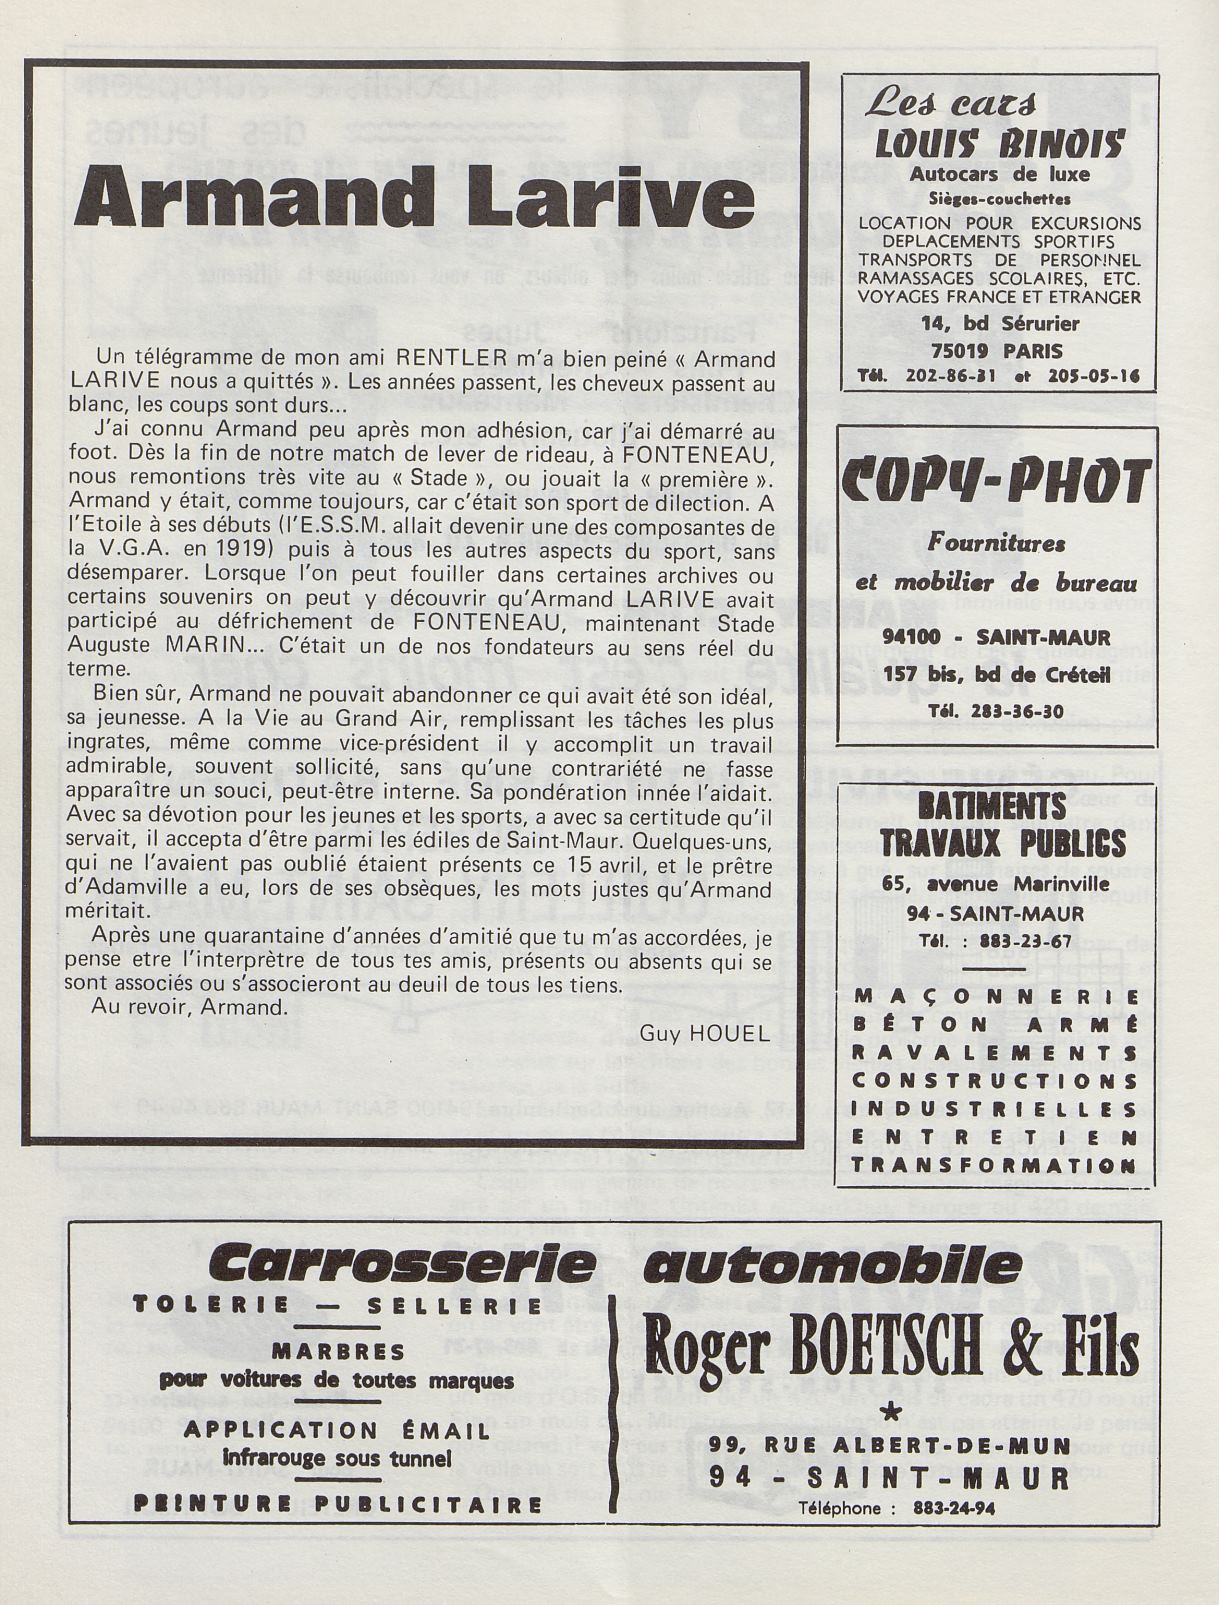 Armand Larive
Un télégramme de mon ami RENTLER m'a bien peiné « Armand
LARIVE nous a quittés ». Les années passent, les cheveux passent au
blanc, les coups sont durs...
J'ai connu Armand peu après mon adhésion, car j'ai démarré au
foot. Dès la fin de notre match de lever de rideau, à FONTENEAU,
nous remontions très vite au « Stade », ou jouait la « première ».
Armand y était, comme toujours, car c'était son sport de dilection. A
l'Etoile à ses débuts (l'E.S.S.M. allait devenir une des composantes de
la V.G.A. en 1919) puis à tous les autres aspects du sport, sans
désemparer. Lorsque l'on peut fouiller dans certaines archives ou
certains souvenirs on peut y découvrir qu'Armand LARIVE avait
participé au défrichement de FONTENEAU, maintenant Stade
Auguste MARIN... C'était un de nos fondateurs au sens réel du
terme.
Bien sûr, Armand ne pouvait abandonner ce qui avait été son idéal,
sa jeunesse. A la Vie au Grand Air, remplissant les tâches les plus
ingrates, même comme vice-président il y accomplit un travail
admirable, souvent sollicité, sans qu'une contrariété ne fasse
apparaître un souci, peut-être interne. Sa pondération innée l'aidait.
Avec sa dévotion pour les jeunes et les sports, a avec sa certitude qu'il
servait, il accepta d'être parmi les édiles de Saint-Maur. Quelques-uns,
qui ne l'avaient pas oublié étaient présents ce 15 avril, et le prêtre
d'Adamville a eu, lors de ses obsèques, les mots justes qu'Armand
méritait.
Après une quarantaine d'années d'amitié que tu m'as accordées, je
pense etre l'interprète de tous tes amis, présents ou absents qui se
sont associés ou s'associeront au deuil de tous les tiens.
Au revoir, Armand.
Guy HOUEL
Les cars
LOUIS BINOIS
Autocars de luxe
Sièges-couchettes
LOCATION POUR EXCURSIONS
DEPLACEMENTS SPORTIFS
TRANSPORTS DE PERSONNEL
RAMASSAGES SCOLAIRES, ETC.
VOYAGES FRANCE ET ETRANGER
14, bd Sérurier
75019 PARIS
Tél. 202-86-31 et 205-05-16
COPY-PHOT
Fournitures
et mobilier de bureau
94100 - SAINT-MAUR
157 bis, bd de Créteil
Tél. 283-36-30
BATIMENTS
TRAVAUX PUBLICS
65, avenue Marinville
94 - SAINT-MAUR
Tél. : 883-23-67
MAÇONNERIE
BÉTON ARMÉ
RAVALEMENTS
CONSTRUCTIONS
INDUSTRIELLES
ENTRETIEN
TRANSFORMATION
Carrosserie automobile
TOLERIE — SELLERIE
MARBRES
pour voitures de toutes marques
APPLICATION ÉMAIL
infrarouge sous tunnel
PEINTURE PUBLICITAIRE
Roger BOETSCH & Fils
★
99, RUE ALBERT-DE-MUN
94 - SAINT-MAUR
Téléphone : 883-24-94